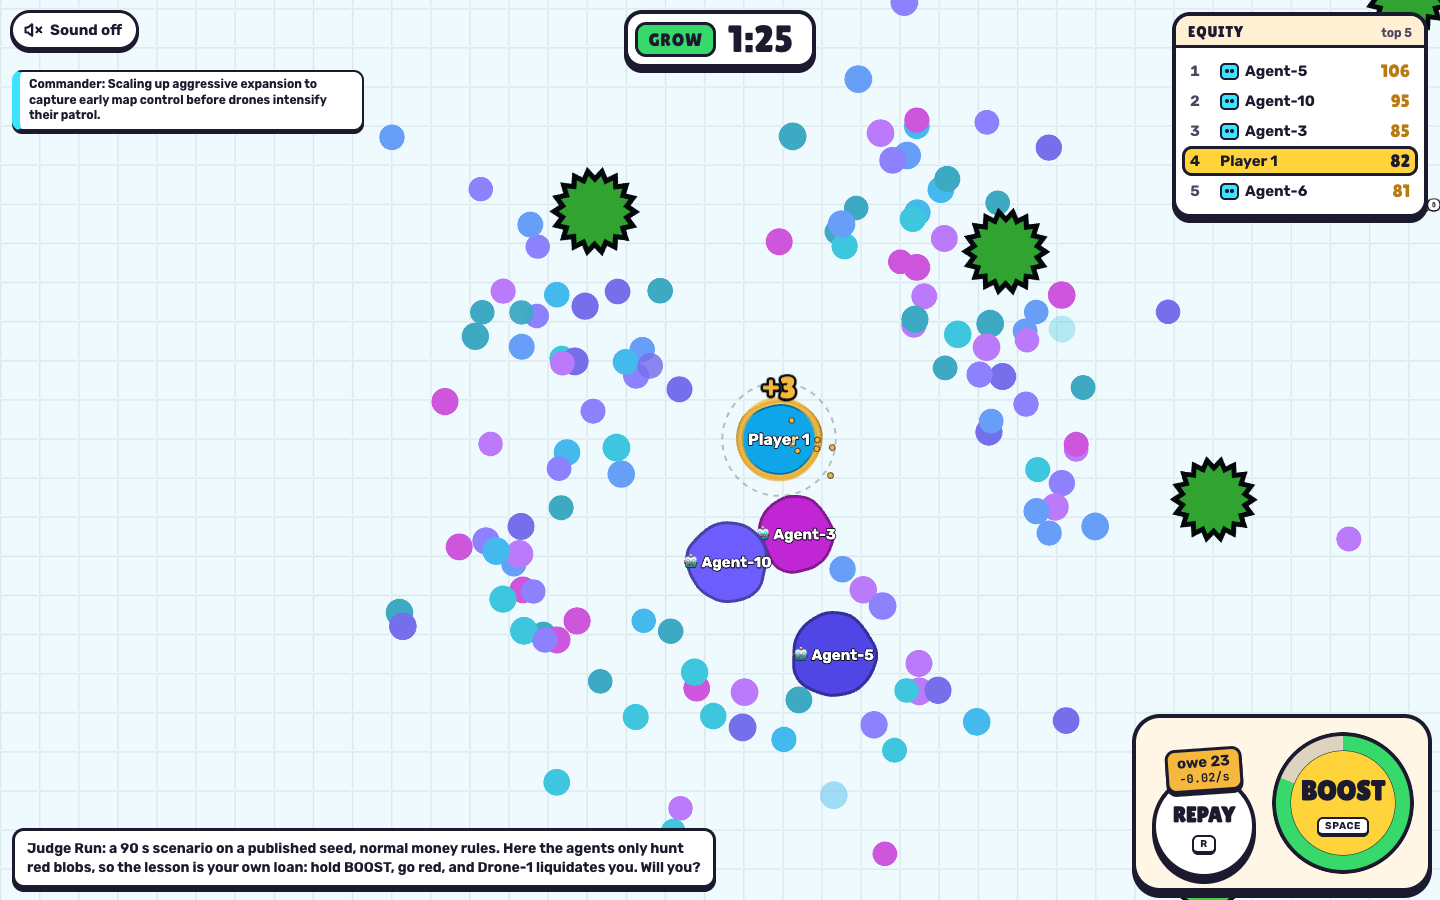 Sound off
GROW 1:25
Commander: Scaling up aggressive expansion to
capture early map control before drones intensify
their patrol.
EQUITY top 5
1 Agent-5 106
2 Agent-10 95
3 Agent-3 85
4 Player 1 82
5 Agent-6 81
+3
Player 1
Agent-3
Agent-10
Agent-5
owe 23
-0.02/s
REPAY
R
BOOST
SPACE
Judge Run: a 90 s scenario on a published seed, normal money rules. Here the agents only hunt
red blobs, so the lesson is your own loan: hold BOOST, go red, and Drone-1 liquidates you. Will you?